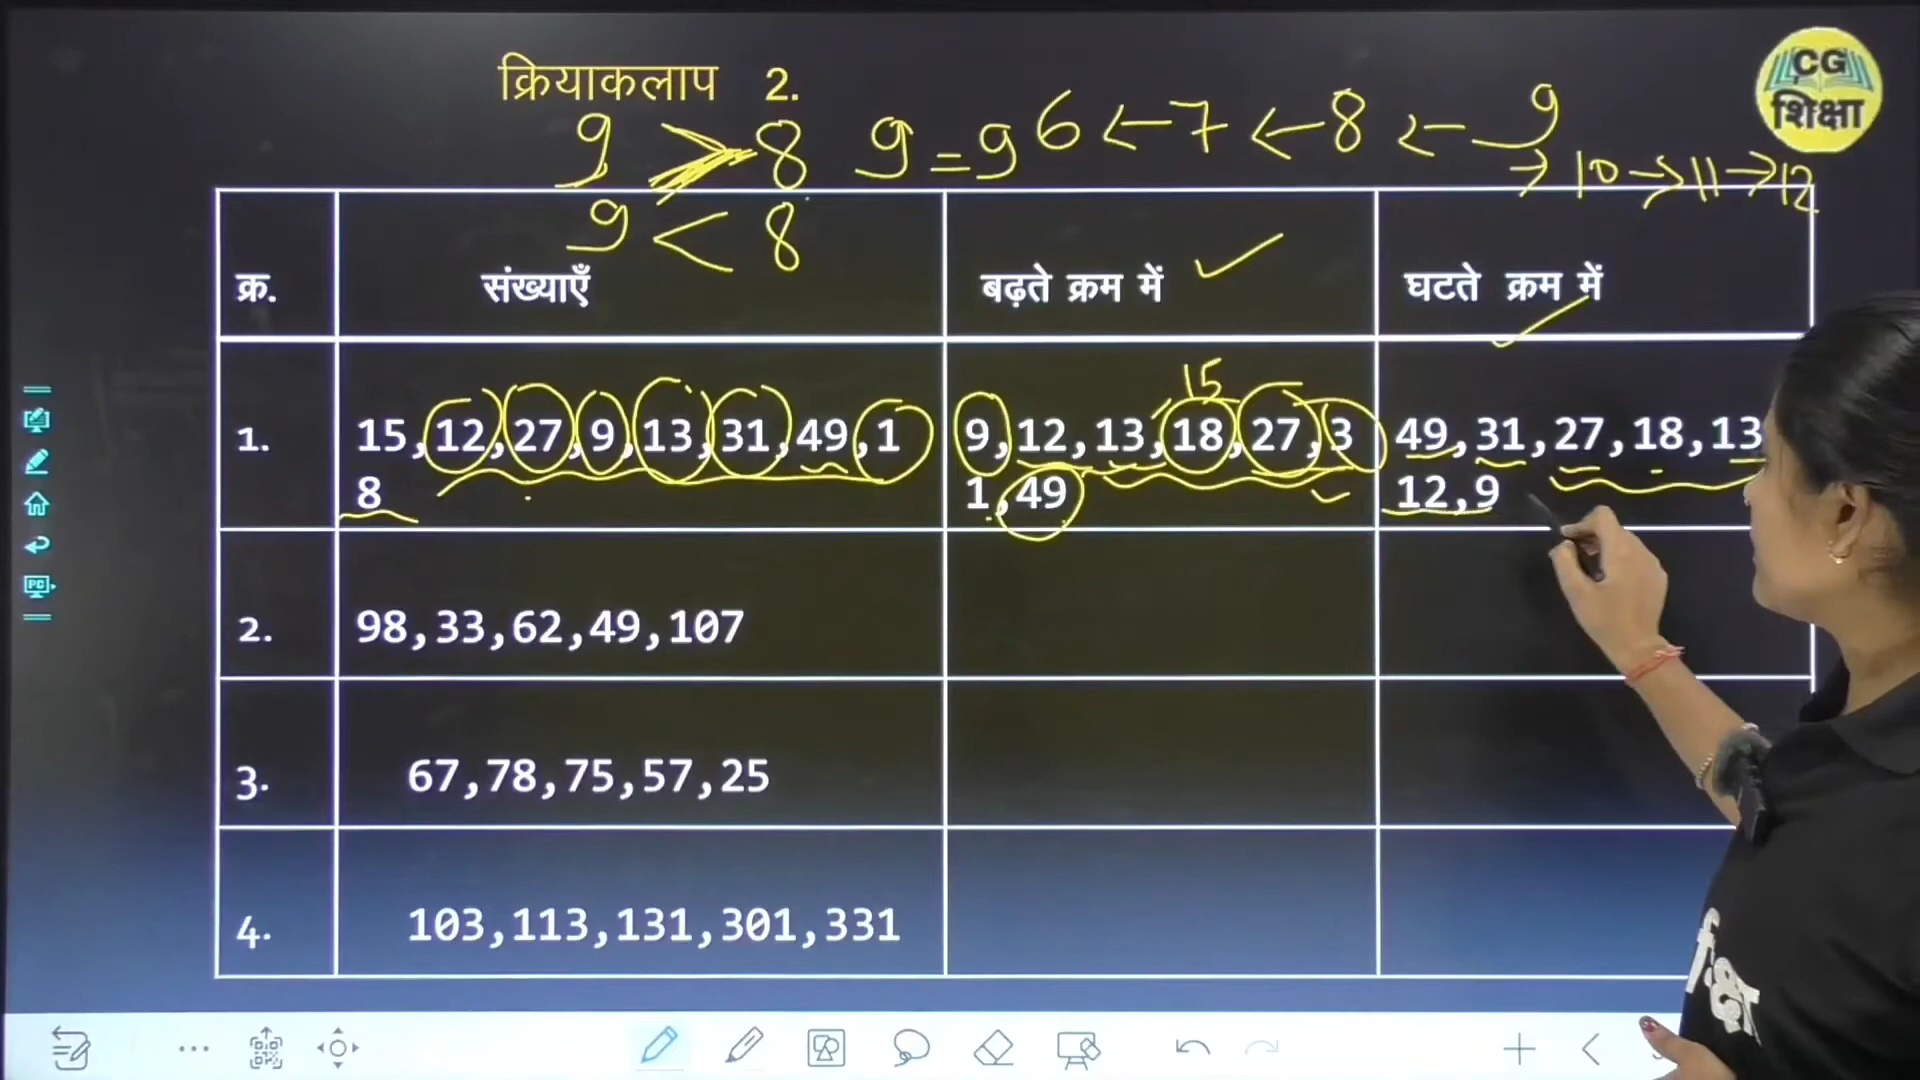 क्रियाकलाप 2.
CG
शिक्षा
9 > 8
9 = 9
6 ← 7 ← 8 ← 9
→ 10 → 11 → 12
9 < 8
क्र.
संख्याएँ
बढ़ते क्रम में
घटते क्रम में
15
1.
15,12,27,9,13,31,49,1
8
9,12,13,18,27,3
1,49
49,31,27,18,13
12,9
2.
98,33,62,49,107
3.
67,78,75,57,25
4.
103,113,131,301,331
PC